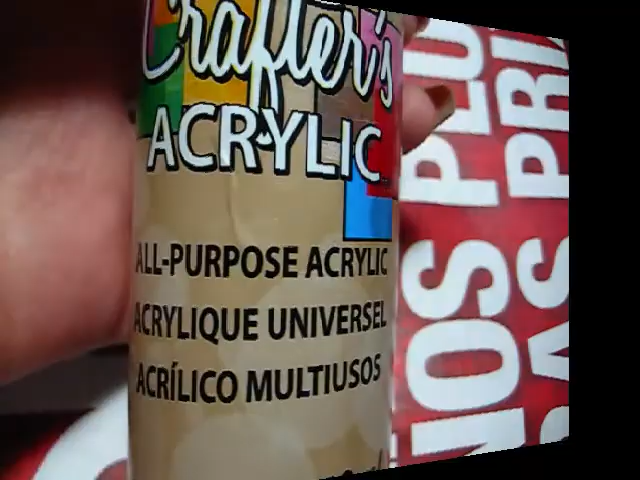 Crafter's
ACRYLIC
ALL-PURPOSE ACRYLIC
ACRYLIQUE UNIVERSEL
ACRÍLICO MULTIUSOS